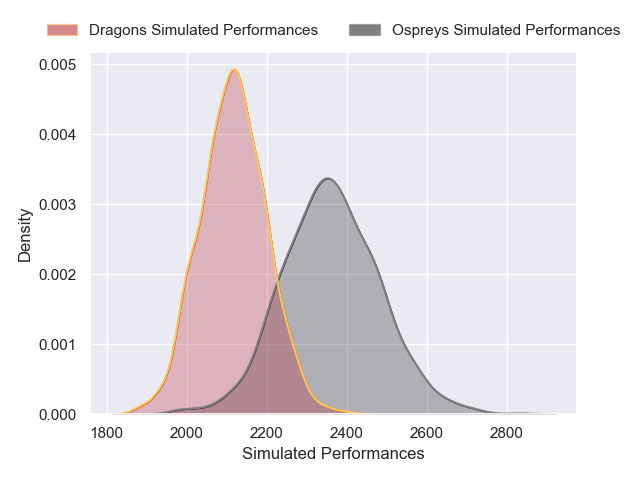 Dragons Simulated Performances Ospreys Simulated Performances
0.005
0.004
0.003
0.002
0.001
0.000
Density
1800 2000 2200 2400 2600 2800
Simulated Performances